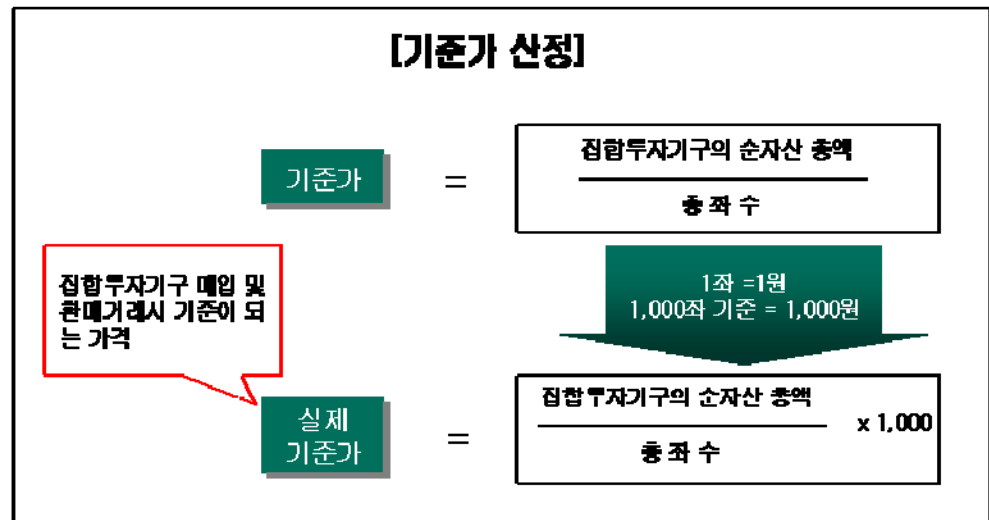 [기준가 산정]
기준가
=
집합투자기구의 순자산 총액
총 좌 수
집합투자기구 매입 및
판매거래시 기준이 되
는 가격
1좌 =1원
1,000좌 기준 = 1,000원
실제
기준가
=
집합투자기구의 순자산 총액
총 좌 수
x 1,000